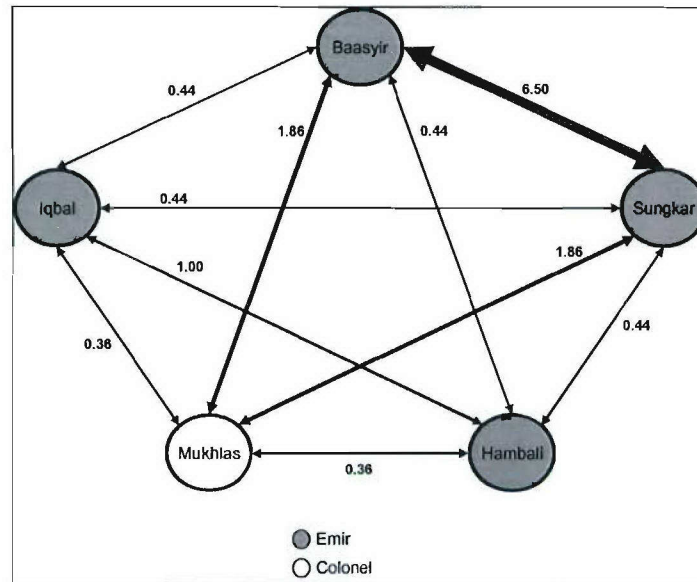 Baasyir
0.44
6.50
1.86
0.44
Iqbal
0.44
Sungkar
1.00
1.86
0.36
0.44
Mukhlas
Hambali
0.36
Emir
Colonel